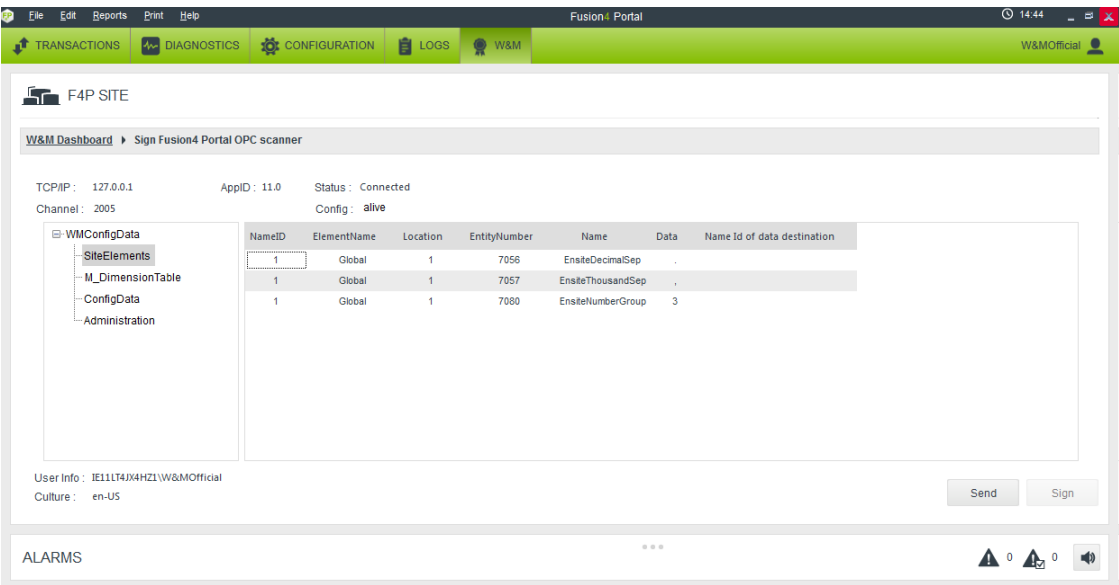 FP File Edit Reports Print Help Fusion4 Portal 14:44
TRANSACTIONS DIAGNOSTICS CONFIGURATION LOGS W&M W&MOfficial
F4P SITE
W&M Dashboard Sign Fusion4 Portal OPC scanner
TCP/IP : 127.0.0.1 AppID : 11.0 Status : Connected
Channel : 2005 Config : alive
WMConfigData
SiteElements
M_DimensionTable
ConfigData
Administration
NameID ElementName Location EntityNumber Name Data Name Id of data destination
1 Global 1 7056 EnsiteDecimalSep .
1 Global 1 7057 EnsiteThousandSep ,
1 Global 1 7080 EnsiteNumberGroup 3
User Info : IE11LT4JX4HZ1\W&MOfficial
Culture : en-US
Send Sign
ALARMS 0 0